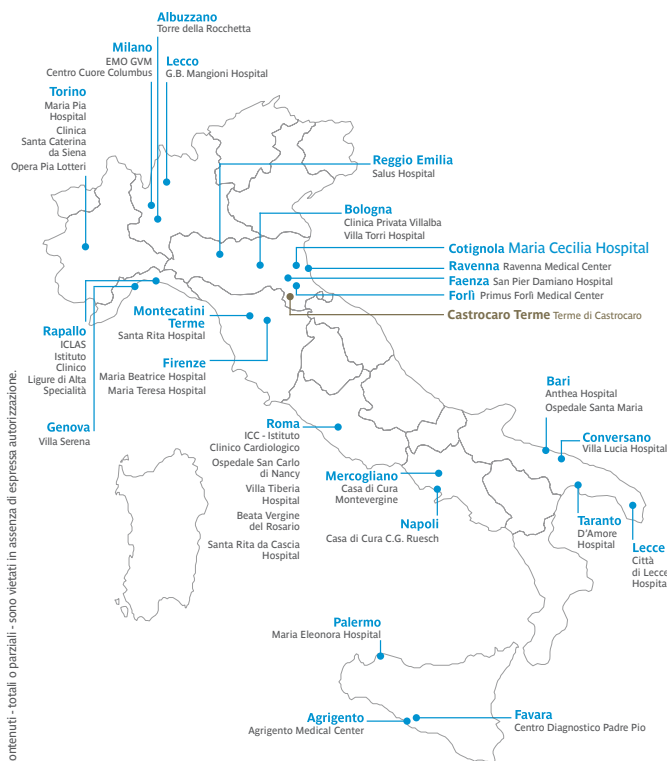 Albuzzano
Torre della Rocchetta
Milano
EMO GVM
Centro Cuore Columbus
Lecco
G.B. Mangioni Hospital
Torino
Maria Pia
Hospital
Clinica
Santa Caterina
da Siena
Opera Pia Lotteri
Reggio Emilia
Salus Hospital
Bologna
Clinica Privata Villalba
Villa Torri Hospital
Cotignola Maria Cecilia Hospital
Ravenna Ravenna Medical Center
Faenza San Pier Damiano Hospital
Forlì Primus Forlì Medical Center
Castrocaro Terme Terme di Castrocaro
Rapallo
ICLAS
Istituto
Clinico
Ligure di Alta
Specialità
Montecatini
Terme
Santa Rita Hospital
Firenze
Maria Beatrice Hospital
Maria Teresa Hospital
Genova
Villa Serena
Roma
ICC - Istituto
Clinico Cardiologico
Ospedale San Carlo
di Nancy
Villa Tiberia
Hospital
Beata Vergine
del Rosario
Santa Rita da Cascia
Hospital
Mercogliano
Casa di Cura
Montevergine
Napoli
Casa di Cura C.G. Ruesch
Bari
Anthea Hospital
Ospedale Santa Maria
Conversano
Villa Lucia Hospital
Taranto
D'Amore
Hospital
Lecce
Città
di Lecce
Hospita
Palermo
Maria Eleonora Hospital
Agrigento
Agrigento Medical Center
Favara
Centro Diagnostico Padre Pio
ontenuti - totali o parziali - sono vietati in assenza di espressa autorizzazione.